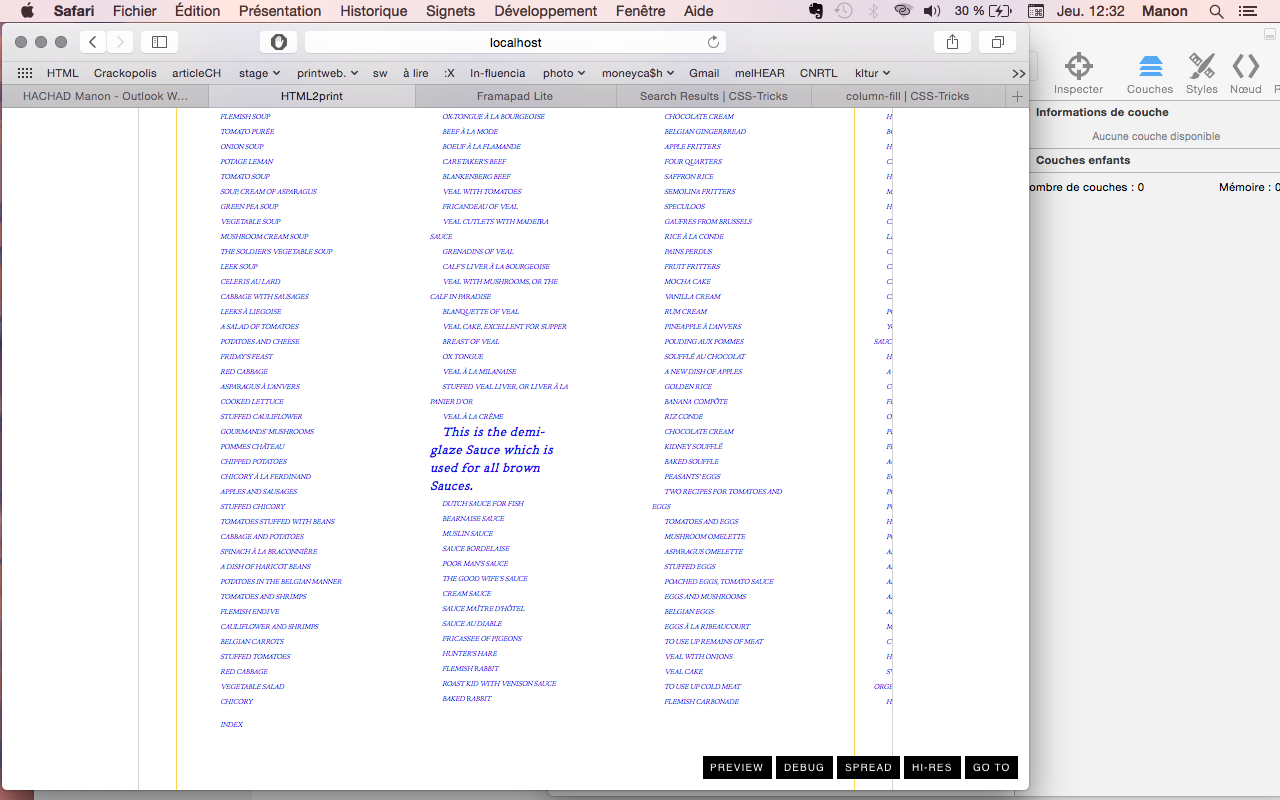 Safari Fichier Édition Présentation Historique Signets Développement Fenêtre Aide 30 % Jeu. 12:32 Manon
localhost
HTML Crackopolis articleCH stage printweb. sw à lire :X In-fluencia photo moneyca$h Gmail melHEAR CNRTL kltur
HACHAD Manon - Outlook W... HTML2print Framapad Lite Search Results | CSS-Tricks column-fill | CSS-Tricks
FLEMISH SOUP
TOMATO PURÉE
ONION SOUP
POTAGE LEMAN
TOMATO SOUP
SOUP, CREAM OF ASPARAGUS
GREEN PEA SOUP
VEGETABLE SOUP
MUSHROOM CREAM SOUP
THE SOLDIER'S VEGETABLE SOUP
LEEK SOUP
CELERIS AU LARD
CABBAGE WITH SAUSAGES
LEEKS À LIEGOISE
A SALAD OF TOMATOES
POTATOES AND CHEESE
FRIDAY'S FEAST
RED CABBAGE
ASPARAGUS À L'ANVERS
COOKED LETTUCE
STUFFED CAULIFLOWER
GOURMANDS' MUSHROOMS
POMMES CHÂTEAU
CHIPPED POTATOES
CHICORY À LA FERDINAND
APPLES AND SAUSAGES
STUFFED CHICORY
TOMATOES STUFFED WITH BEANS
CABBAGE AND POTATOES
SPINACH À LA BRACONNIÈRE
A DISH OF HARICOT BEANS
POTATOES IN THE BELGIAN MANNER
TOMATOES AND SHRIMPS
FLEMISH ENDIVE
CAULIFLOWER AND SHRIMPS
BELGIAN CARROTS
STUFFED TOMATOES
RED CABBAGE
VEGETABLE SALAD
CHICORY
INDEX
OX-TONGUE À LA BOURGEOISE
BEEF À LA MODE
BOEUF À LA FLAMANDE
CARETAKER'S BEEF
BLANKENBERG BEEF
VEAL WITH TOMATOES
FRICANDEAU OF VEAL
VEAL CUTLETS WITH MADEIRA
SAUCE
GRENADINS OF VEAL
CALF'S LIVER À LA BOURGEOISE
VEAL WITH MUSHROOMS, OR THE
CALF IN PARADISE
BLANQUETTE OF VEAL
VEAL CAKE, EXCELLENT FOR SUPPER
BREAST OF VEAL
OX TONGUE
VEAL À LA MILANAISE
STUFFED VEAL LIVER, OR LIVER À LA
PANIER D'OR
VEAL À LA CRÈME
This is the demi-
glaze Sauce which is
used for all brown
Sauces.
DUTCH SAUCE FOR FISH
BEARNAISE SAUCE
MUSLIN SAUCE
SAUCE BORDELAISE
POOR MAN'S SAUCE
THE GOOD WIFE'S SAUCE
CREAM SAUCE
SAUCE MAÎTRE D'HÔTEL
SAUCE AU DIABLE
FRICASSEE OF PIGEONS
HUNTER'S HARE
FLEMISH RABBIT
ROAST KID WITH VENISON SAUCE
BAKED RABBIT
CHOCOLATE CREAM
BELGIAN GINGERBREAD
APPLE FRITTERS
FOUR QUARTERS
SAFFRON RICE
SEMOLINA FRITTERS
SPECULOOS
GAUFRES FROM BRUSSELS
RICE À LA CONDE
PAINS PERDUS
FRUIT FRITTERS
MOCHA CAKE
VANILLA CREAM
RUM CREAM
PINEAPPLE À L'ANVERS
POUDING AUX POMMES
SOUFFLÉ AU CHOCOLAT
A NEW DISH OF APPLES
GOLDEN RICE
BANANA COMPÔTE
RIZ CONDE
CHOCOLATE CREAM
KIDNEY SOUFFLÉ
BAKED SOUFFLE
PEASANTS' EGGS
TWO RECIPES FOR TOMATOES AND
EGGS
TOMATOES AND EGGS
MUSHROOM OMELETTE
ASPARAGUS OMELETTE
STUFFED EGGS
POACHED EGGS, TOMATO SAUCE
EGGS AND MUSHROOMS
BELGIAN EGGS
EGGS À LA RIBEAUCOURT
TO USE UP REMAINS OF MEAT
VEAL WITH ONIONS
VEAL CAKE
TO USE UP COLD MEAT
FLEMISH CARBONADE
PREVIEW DEBUG SPREAD HI-RES GO TO
Inspecter Couches Styles Nœud
Informations de couche
Aucune couche disponible
Couches enfants
ombre de couches : 0 Mémoire : 0